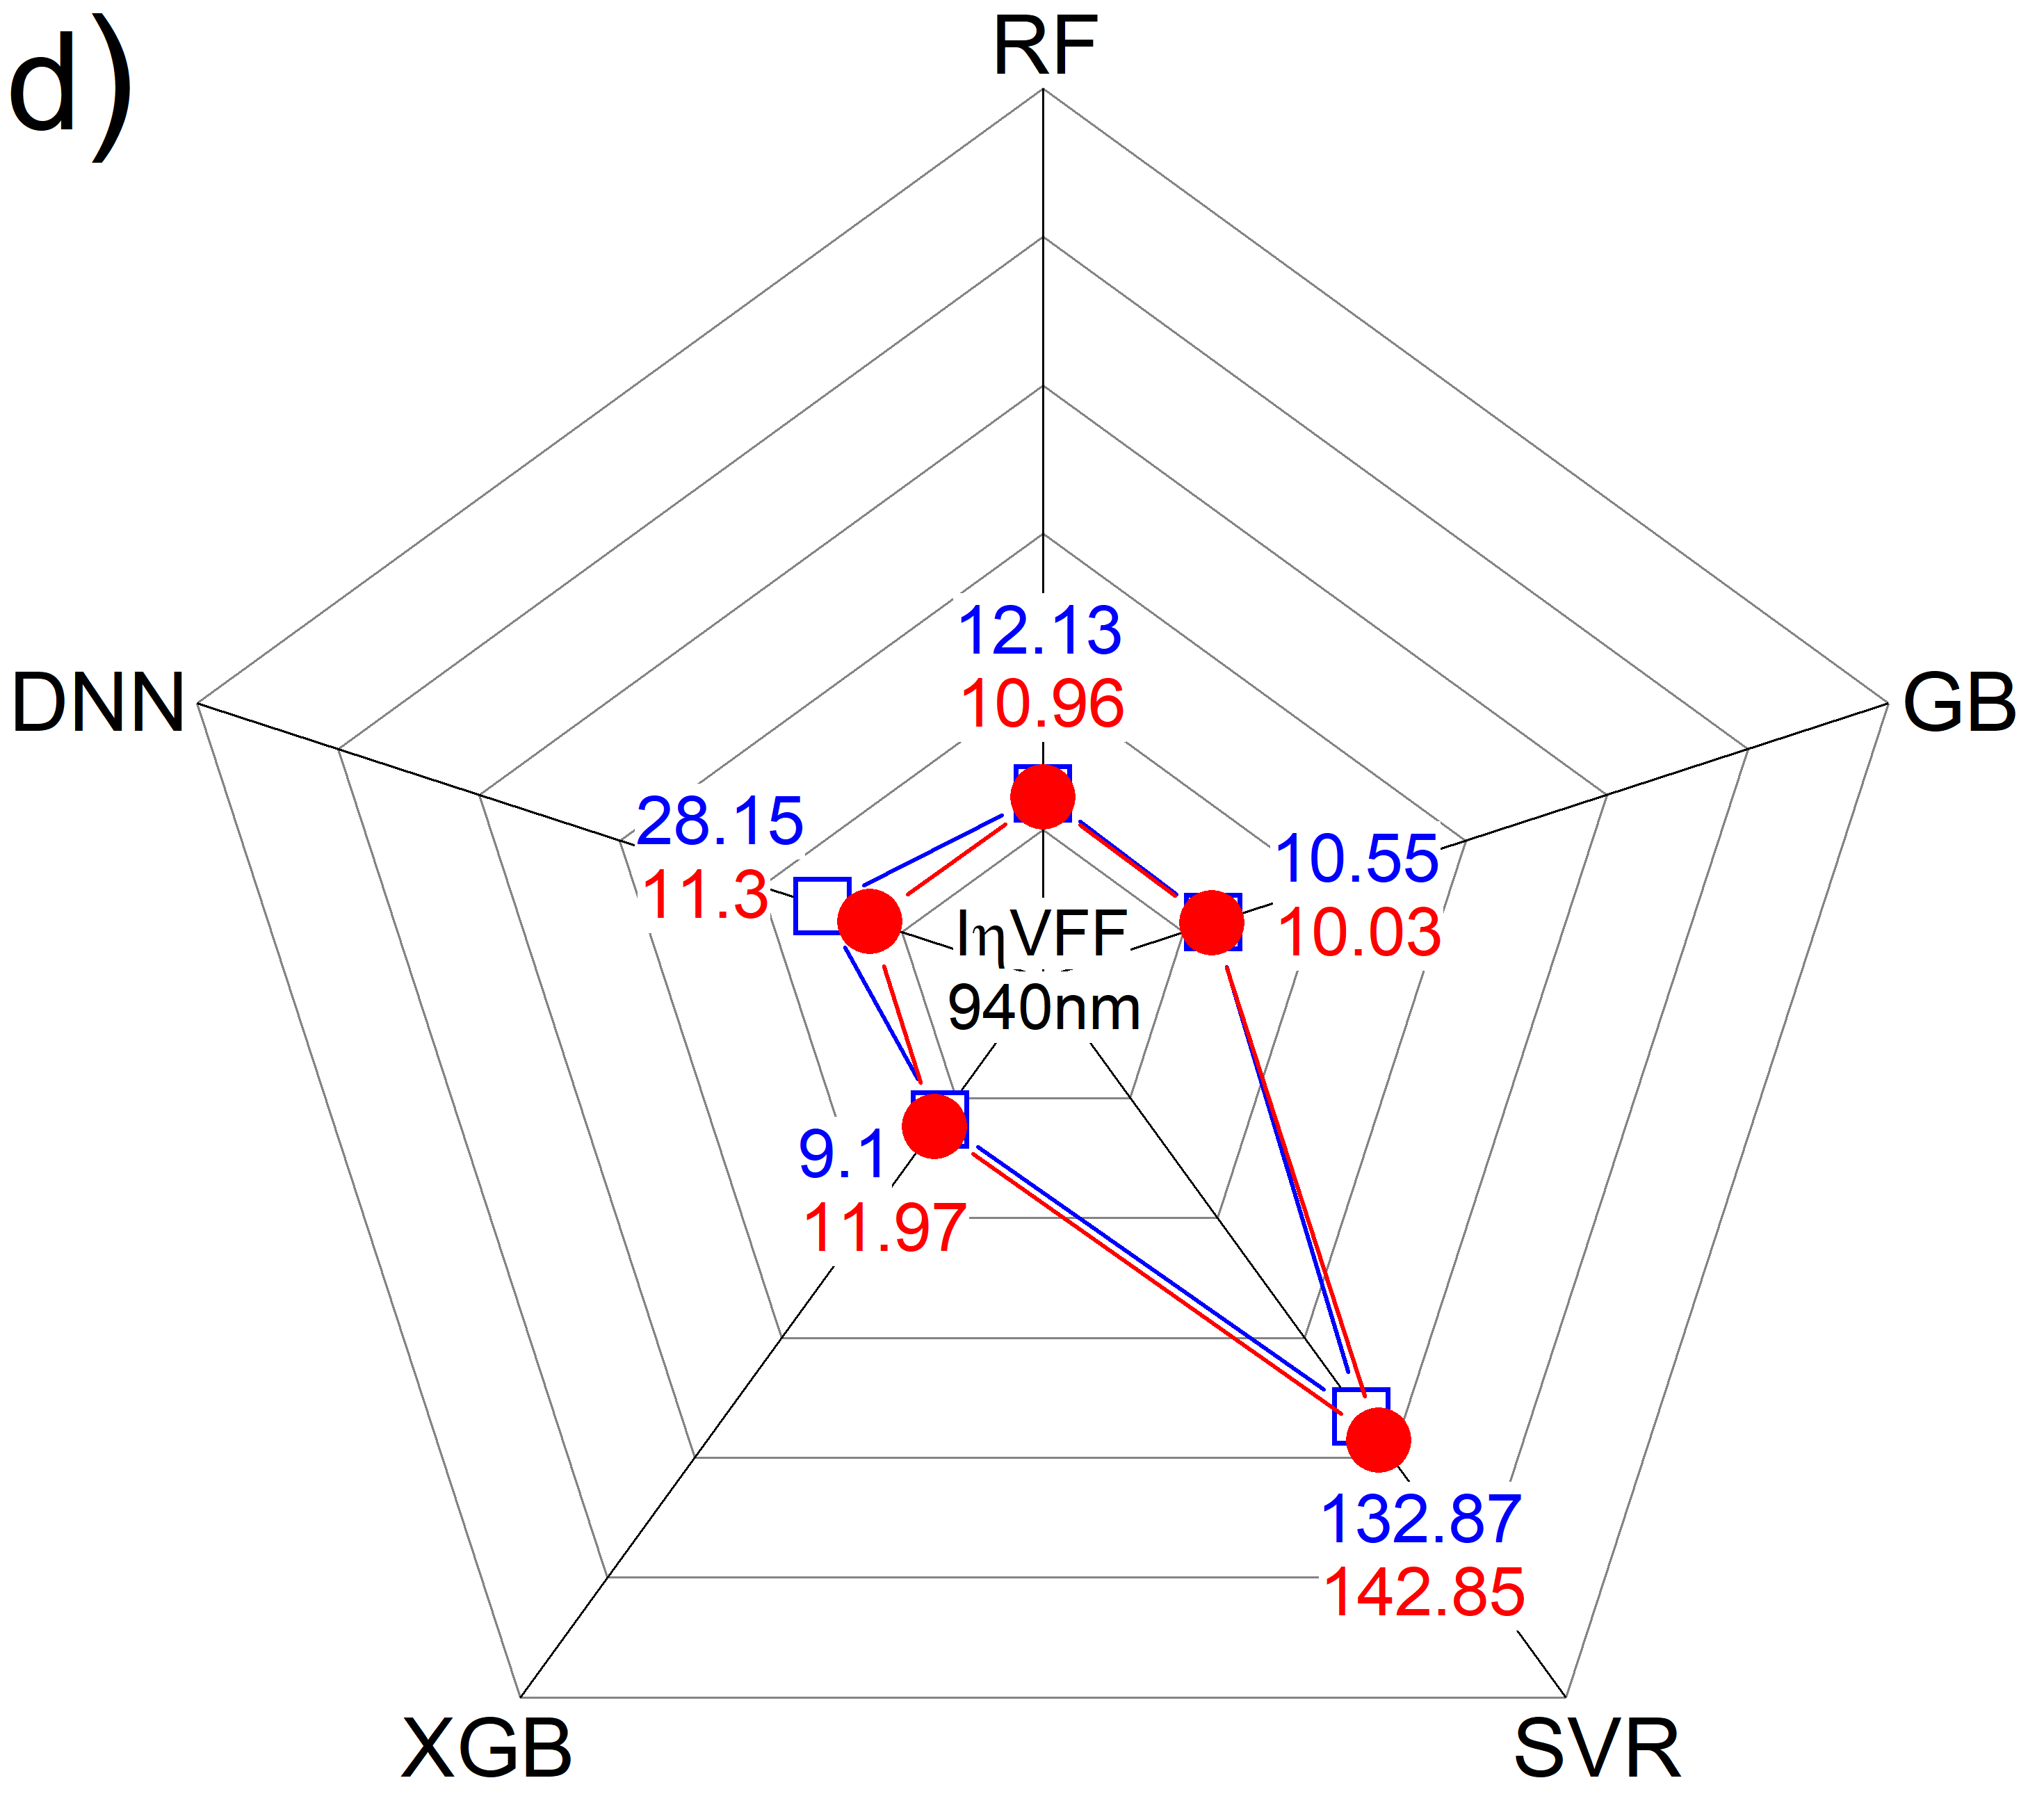 d)
RF
12.13
10.96
DNN
GB
28.15
11.3
10.55
10.03
IηVFF
940nm
9.1
11.97
132.87
142.85
XGB
SVR